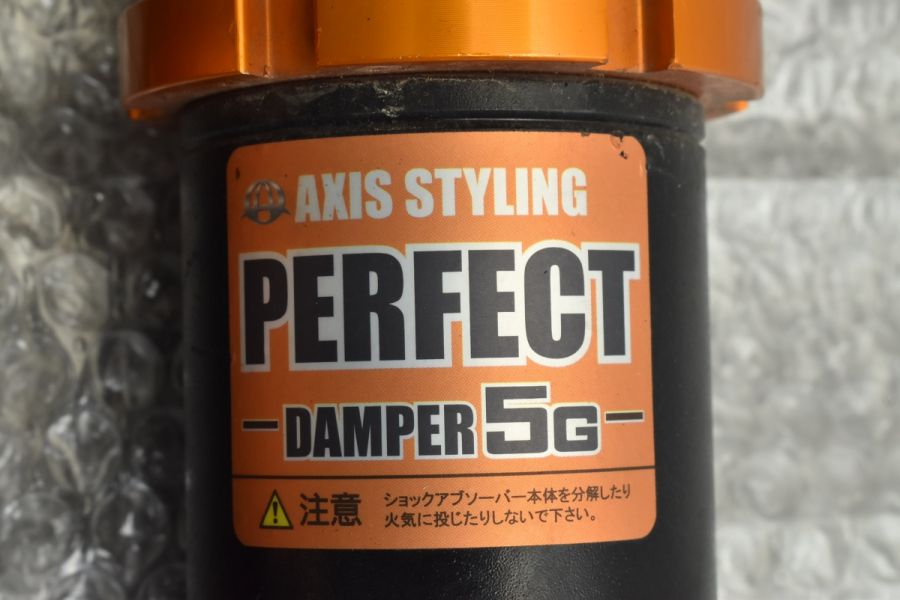 AXIS STYLING
PERFECT
DAMPER 5G
注意
ショックアブソーバー本体を分解したり
火気に投じたりしないで下さい。